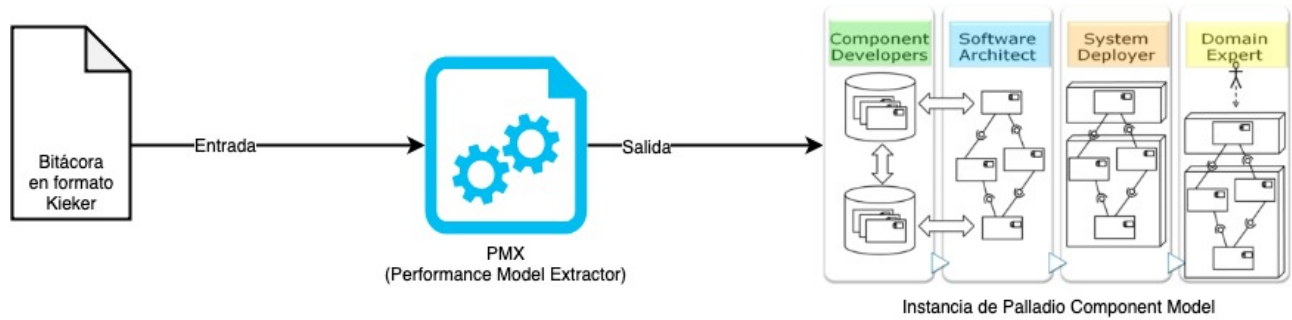 Bitácora
en formato
Kieker
Entrada
PMX
(Performance Model Extractor)
Salida
Component
Developers
Software
Architect
System
Deployer
Domain
Expert
Instancia de Palladio Component Model